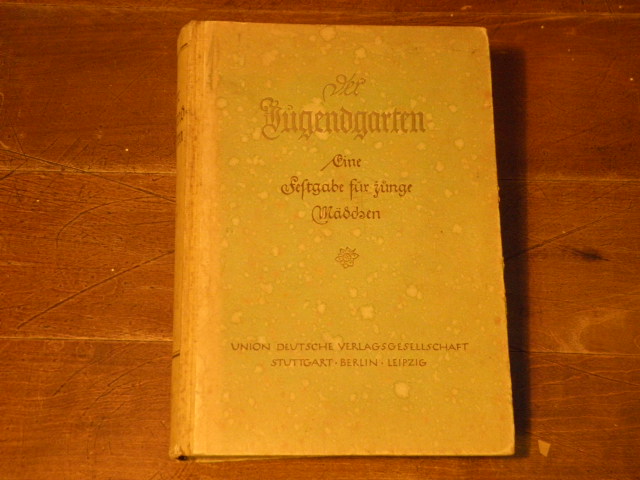 Der
Jugendgarten
Eine
Festgabe für junge
Mädchen
UNION DEUTSCHE VERLAGSGESELLSCHAFT
STUTTGART · BERLIN · LEIPZIG